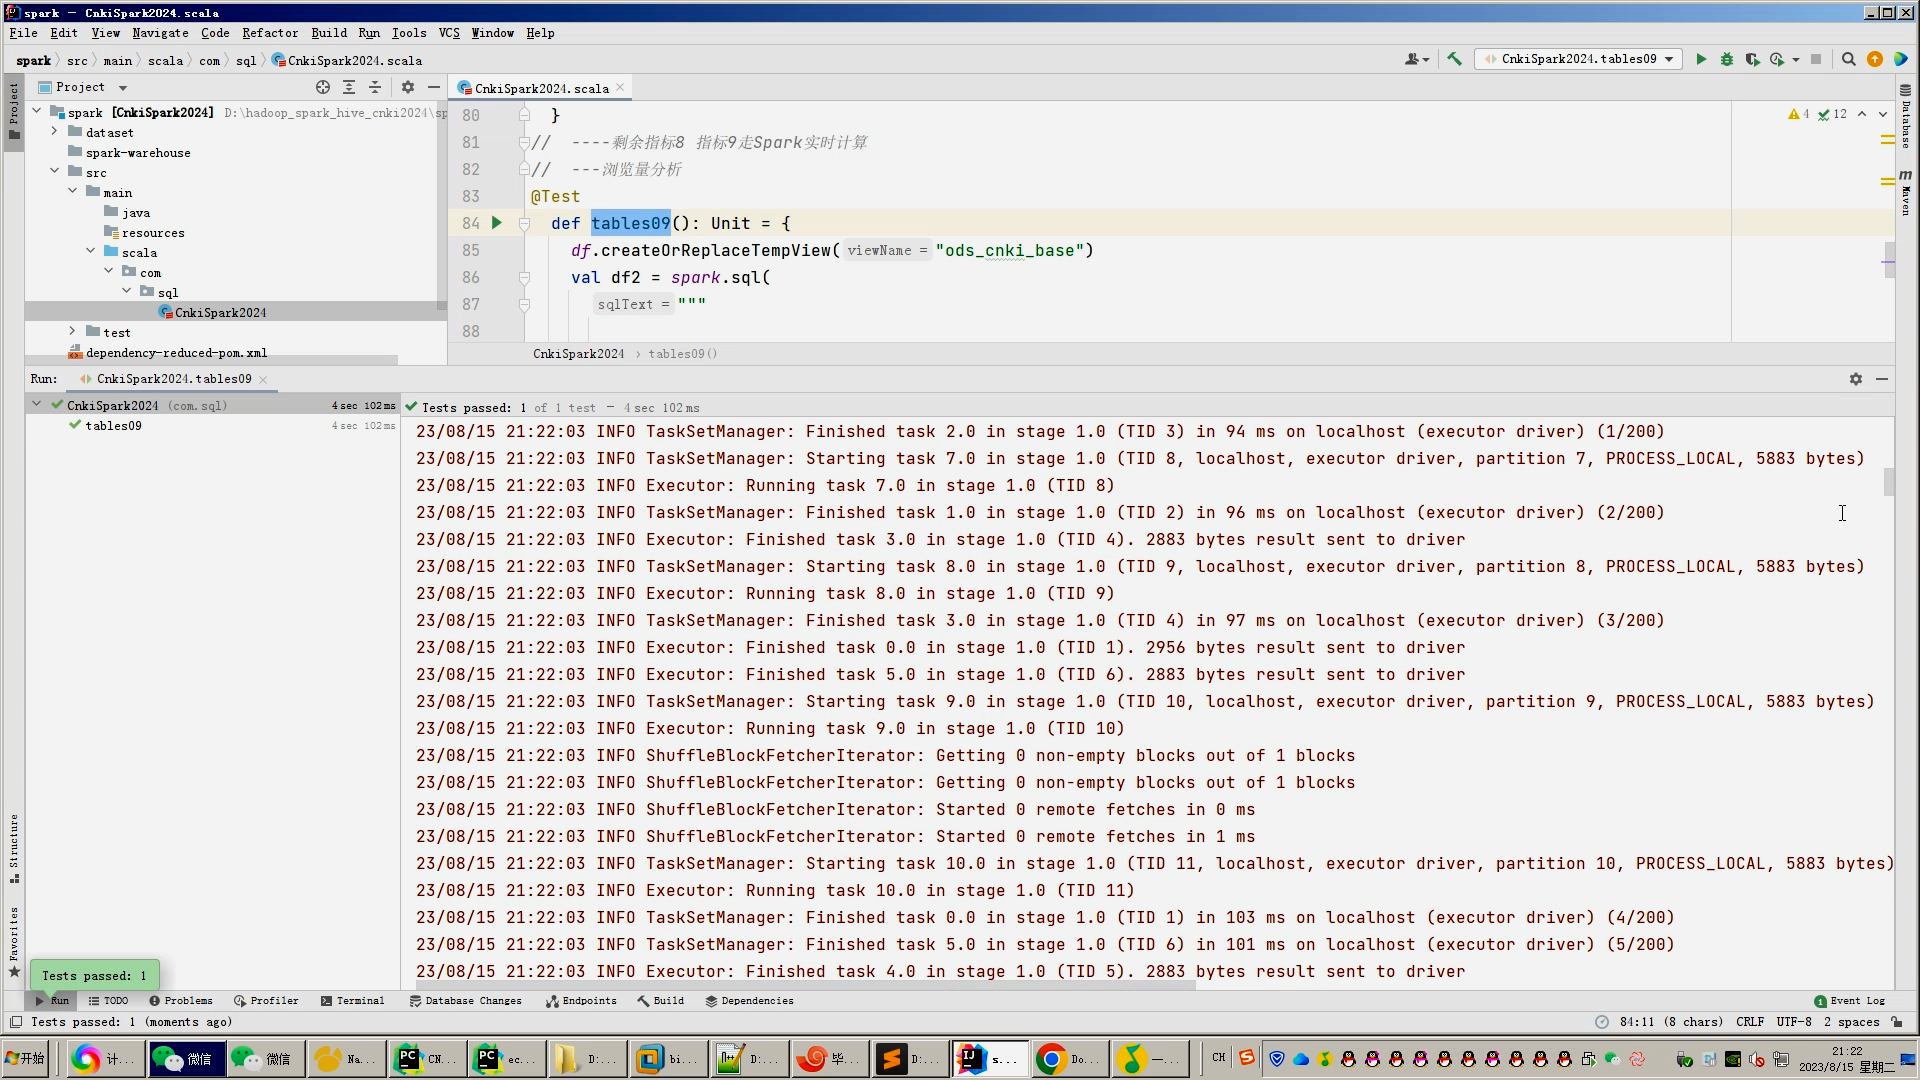 spark – CnkiSpark2024.scala
File Edit View Navigate Code Refactor Build Run Tools VCS Window Help
spark src main scala com sql CnkiSpark2024.scala
CnkiSpark2024.tables09
Project
CnkiSpark2024.scala
spark [CnkiSpark2024] D:\hadoop_spark_hive_cnki2024\sp
dataset
spark-warehouse
src
main
java
resources
scala
com
sql
CnkiSpark2024
test
dependency-reduced-pom.xml
80 }
81 // ----剩余指标8 指标9走Spark实时计算
82 // ---浏览量分析
83 @Test
84 def tables09(): Unit = {
85 df.createOrReplaceTempView( viewName = "ods_cnki_base")
86 val df2 = spark.sql(
87 sqlText = """
88
4 12
CnkiSpark2024 › tables09()
Project
Structure
Favorites
Database
Maven
Run: CnkiSpark2024.tables09
CnkiSpark2024 (com.sql) 4 sec 102 ms
tables09 4 sec 102 ms
Tests passed: 1 of 1 test – 4 sec 102 ms
23/08/15 21:22:03 INFO TaskSetManager: Finished task 2.0 in stage 1.0 (TID 3) in 94 ms on localhost (executor driver) (1/200)
23/08/15 21:22:03 INFO TaskSetManager: Starting task 7.0 in stage 1.0 (TID 8, localhost, executor driver, partition 7, PROCESS_LOCAL, 5883 bytes)
23/08/15 21:22:03 INFO Executor: Running task 7.0 in stage 1.0 (TID 8)
23/08/15 21:22:03 INFO TaskSetManager: Finished task 1.0 in stage 1.0 (TID 2) in 96 ms on localhost (executor driver) (2/200)
23/08/15 21:22:03 INFO Executor: Finished task 3.0 in stage 1.0 (TID 4). 2883 bytes result sent to driver
23/08/15 21:22:03 INFO TaskSetManager: Starting task 8.0 in stage 1.0 (TID 9, localhost, executor driver, partition 8, PROCESS_LOCAL, 5883 bytes)
23/08/15 21:22:03 INFO Executor: Running task 8.0 in stage 1.0 (TID 9)
23/08/15 21:22:03 INFO TaskSetManager: Finished task 3.0 in stage 1.0 (TID 4) in 97 ms on localhost (executor driver) (3/200)
23/08/15 21:22:03 INFO Executor: Finished task 0.0 in stage 1.0 (TID 1). 2956 bytes result sent to driver
23/08/15 21:22:03 INFO Executor: Finished task 5.0 in stage 1.0 (TID 6). 2883 bytes result sent to driver
23/08/15 21:22:03 INFO TaskSetManager: Starting task 9.0 in stage 1.0 (TID 10, localhost, executor driver, partition 9, PROCESS_LOCAL, 5883 bytes)
23/08/15 21:22:03 INFO Executor: Running task 9.0 in stage 1.0 (TID 10)
23/08/15 21:22:03 INFO ShuffleBlockFetcherIterator: Getting 0 non-empty blocks out of 1 blocks
23/08/15 21:22:03 INFO ShuffleBlockFetcherIterator: Getting 0 non-empty blocks out of 1 blocks
23/08/15 21:22:03 INFO ShuffleBlockFetcherIterator: Started 0 remote fetches in 0 ms
23/08/15 21:22:03 INFO ShuffleBlockFetcherIterator: Started 0 remote fetches in 1 ms
23/08/15 21:22:03 INFO TaskSetManager: Starting task 10.0 in stage 1.0 (TID 11, localhost, executor driver, partition 10, PROCESS_LOCAL, 5883 bytes)
23/08/15 21:22:03 INFO Executor: Running task 10.0 in stage 1.0 (TID 11)
23/08/15 21:22:03 INFO TaskSetManager: Finished task 0.0 in stage 1.0 (TID 1) in 103 ms on localhost (executor driver) (4/200)
23/08/15 21:22:03 INFO TaskSetManager: Finished task 5.0 in stage 1.0 (TID 6) in 101 ms on localhost (executor driver) (5/200)
23/08/15 21:22:03 INFO Executor: Finished task 4.0 in stage 1.0 (TID 5). 2883 bytes result sent to driver
Tests passed: 1
Run TODO Problems Profiler Terminal Database Changes Endpoints Build Dependencies 1 Event Log
Tests passed: 1 (moments ago) 84:11 (8 chars) CRLF UTF-8 2 spaces
开始 计... 微信 微信 Na... CN... ec... D:... bi... D:... 毕... D:... s... Do... 一... CH 21:22
2023/8/15 星期二